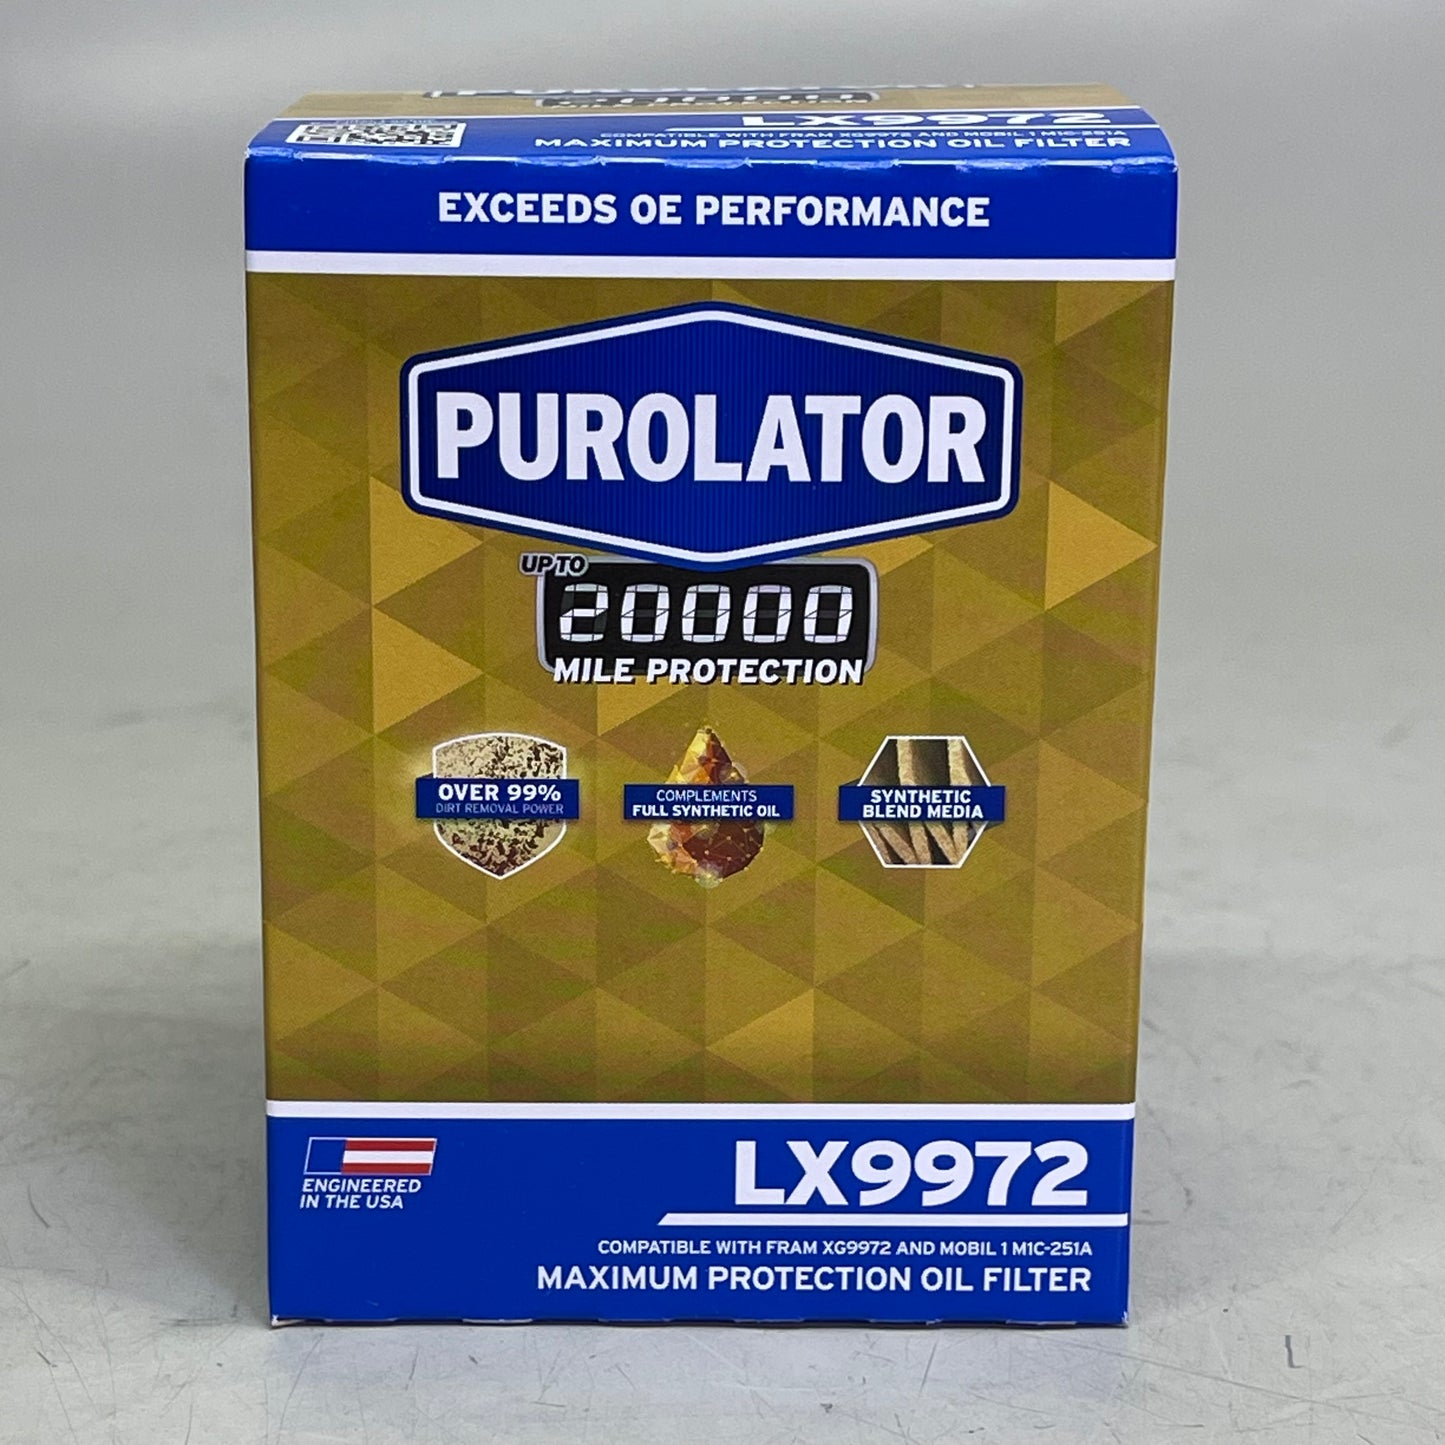 MILE PROTECTION
LX9972
COMPATIBLE WITH FRAM XG9972 AND MOBIL 1 M1C-251A
MAXIMUM PROTECTION OIL FILTER
EXCEEDS OE PERFORMANCE
PUROLATOR
UP TO
20000
MILE PROTECTION
OVER 99%
DIRT REMOVAL POWER
COMPLEMENTS
FULL SYNTHETIC OIL
SYNTHETIC
BLEND MEDIA
ENGINEERED
IN THE USA
LX9972
COMPATIBLE WITH FRAM XG9972 AND MOBIL 1 M1C-251A
MAXIMUM PROTECTION OIL FILTER